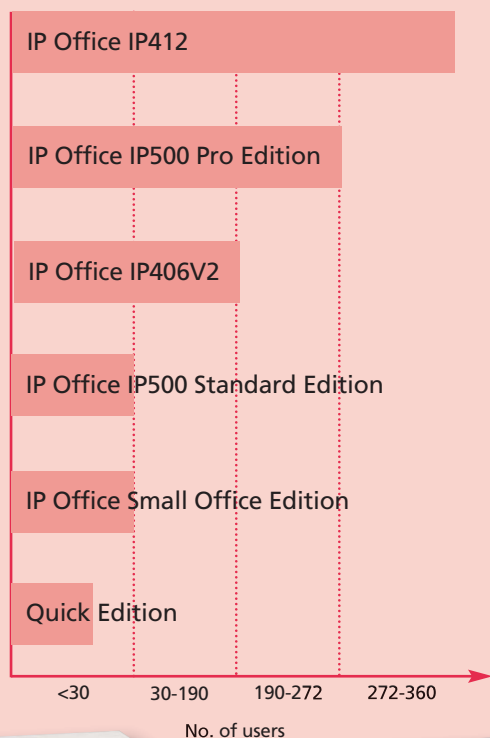 IP Office IP412
IP Office IP500 Pro Edition
IP Office IP406V2
IP Office IP500 Standard Edition
IP Office Small Office Edition
Quick Edition
<30 30-190 190-272 272-360
No. of users